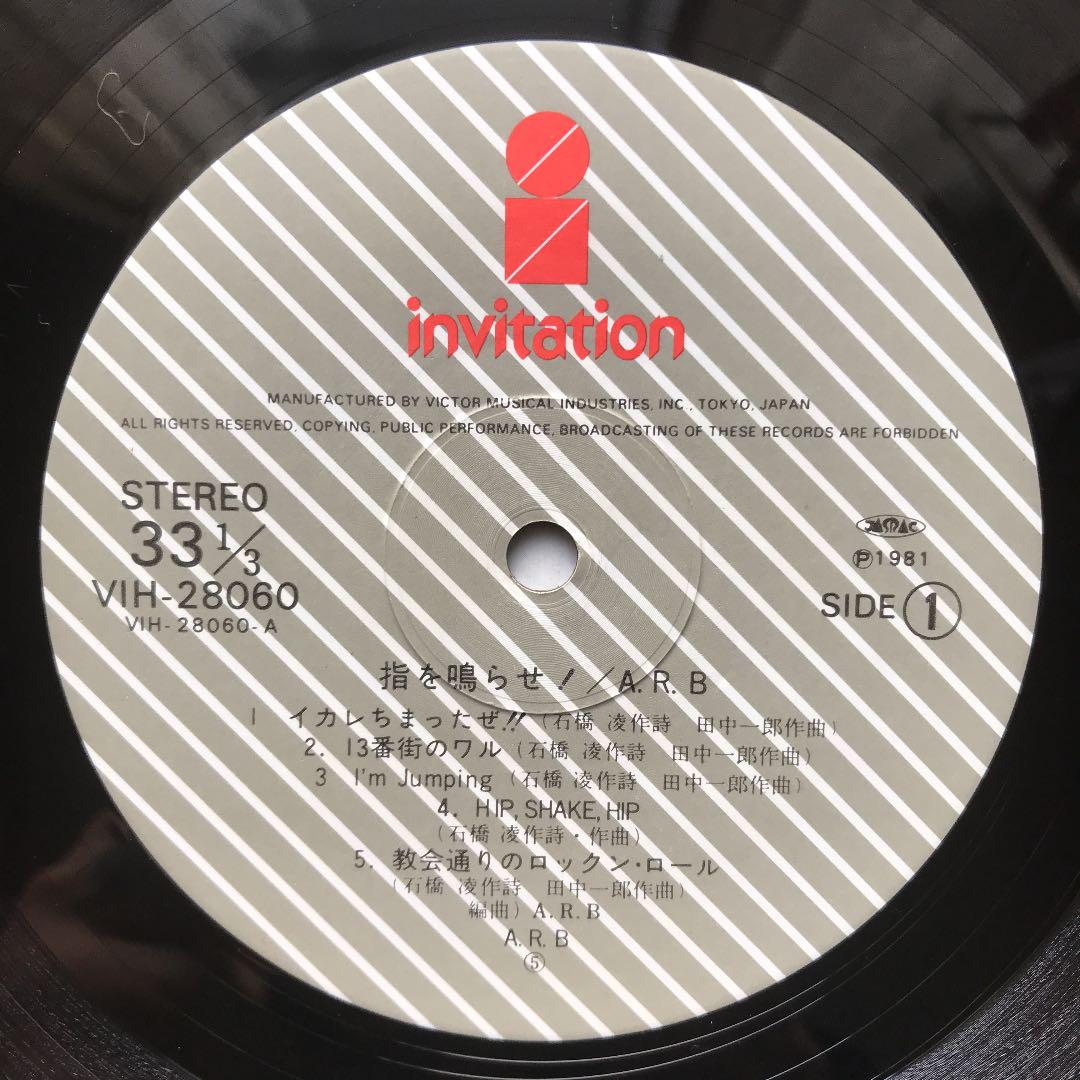 invitation
MANUFACTURED BY VICTOR MUSICAL INDUSTRIES, INC., TOKYO, JAPAN
ALL RIGHTS RESERVED, COPYING, PUBLIC PERFORMANCE, BROADCASTING OF THESE RECORDS ARE FORBIDDEN
STEREO
33 1/3
VIH-28060
VIH-28060-A
JASRAC
Ⓟ1981
SIDE ①
指を鳴らせ!／A.R.B
1 イカレちまったぜ!! (石橋 凌作詩 田中一郎作曲)
2. 13番街のワル (石橋 凌作詩 田中一郎作曲)
3 I'm Jumping (石橋 凌作詩 田中一郎作曲)
4. HIP, SHAKE, HIP
(石橋 凌作詩・作曲)
5. 教会通りのロックン・ロール
(石橋 凌作詩 田中一郎作曲)
編曲) A.R.B
A.R.B
⑤